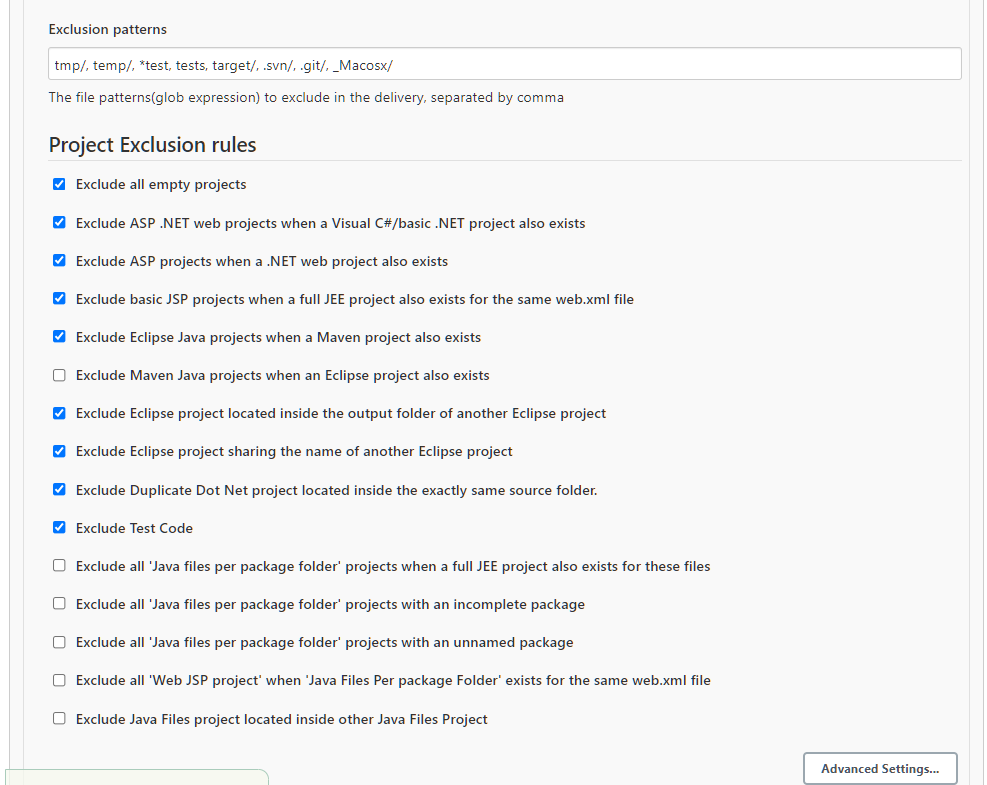 Exclusion patterns
tmp/, temp/, *test, tests, target/, .svn/, .git/, _Macosx/
The file patterns(glob expression) to exclude in the delivery, separated by comma
Project Exclusion rules
Exclude all empty projects
Exclude ASP .NET web projects when a Visual C#/basic .NET project also exists
Exclude ASP projects when a .NET web project also exists
Exclude basic JSP projects when a full JEE project also exists for the same web.xml file
Exclude Eclipse Java projects when a Maven project also exists
Exclude Maven Java projects when an Eclipse project also exists
Exclude Eclipse project located inside the output folder of another Eclipse project
Exclude Eclipse project sharing the name of another Eclipse project
Exclude Duplicate Dot Net project located inside the exactly same source folder.
Exclude Test Code
Exclude all 'Java files per package folder' projects when a full JEE project also exists for these files
Exclude all 'Java files per package folder' projects with an incomplete package
Exclude all 'Java files per package folder' projects with an unnamed package
Exclude all 'Web JSP project' when 'Java Files Per package Folder' exists for the same web.xml file
Exclude Java Files project located inside other Java Files Project
Advanced Settings...